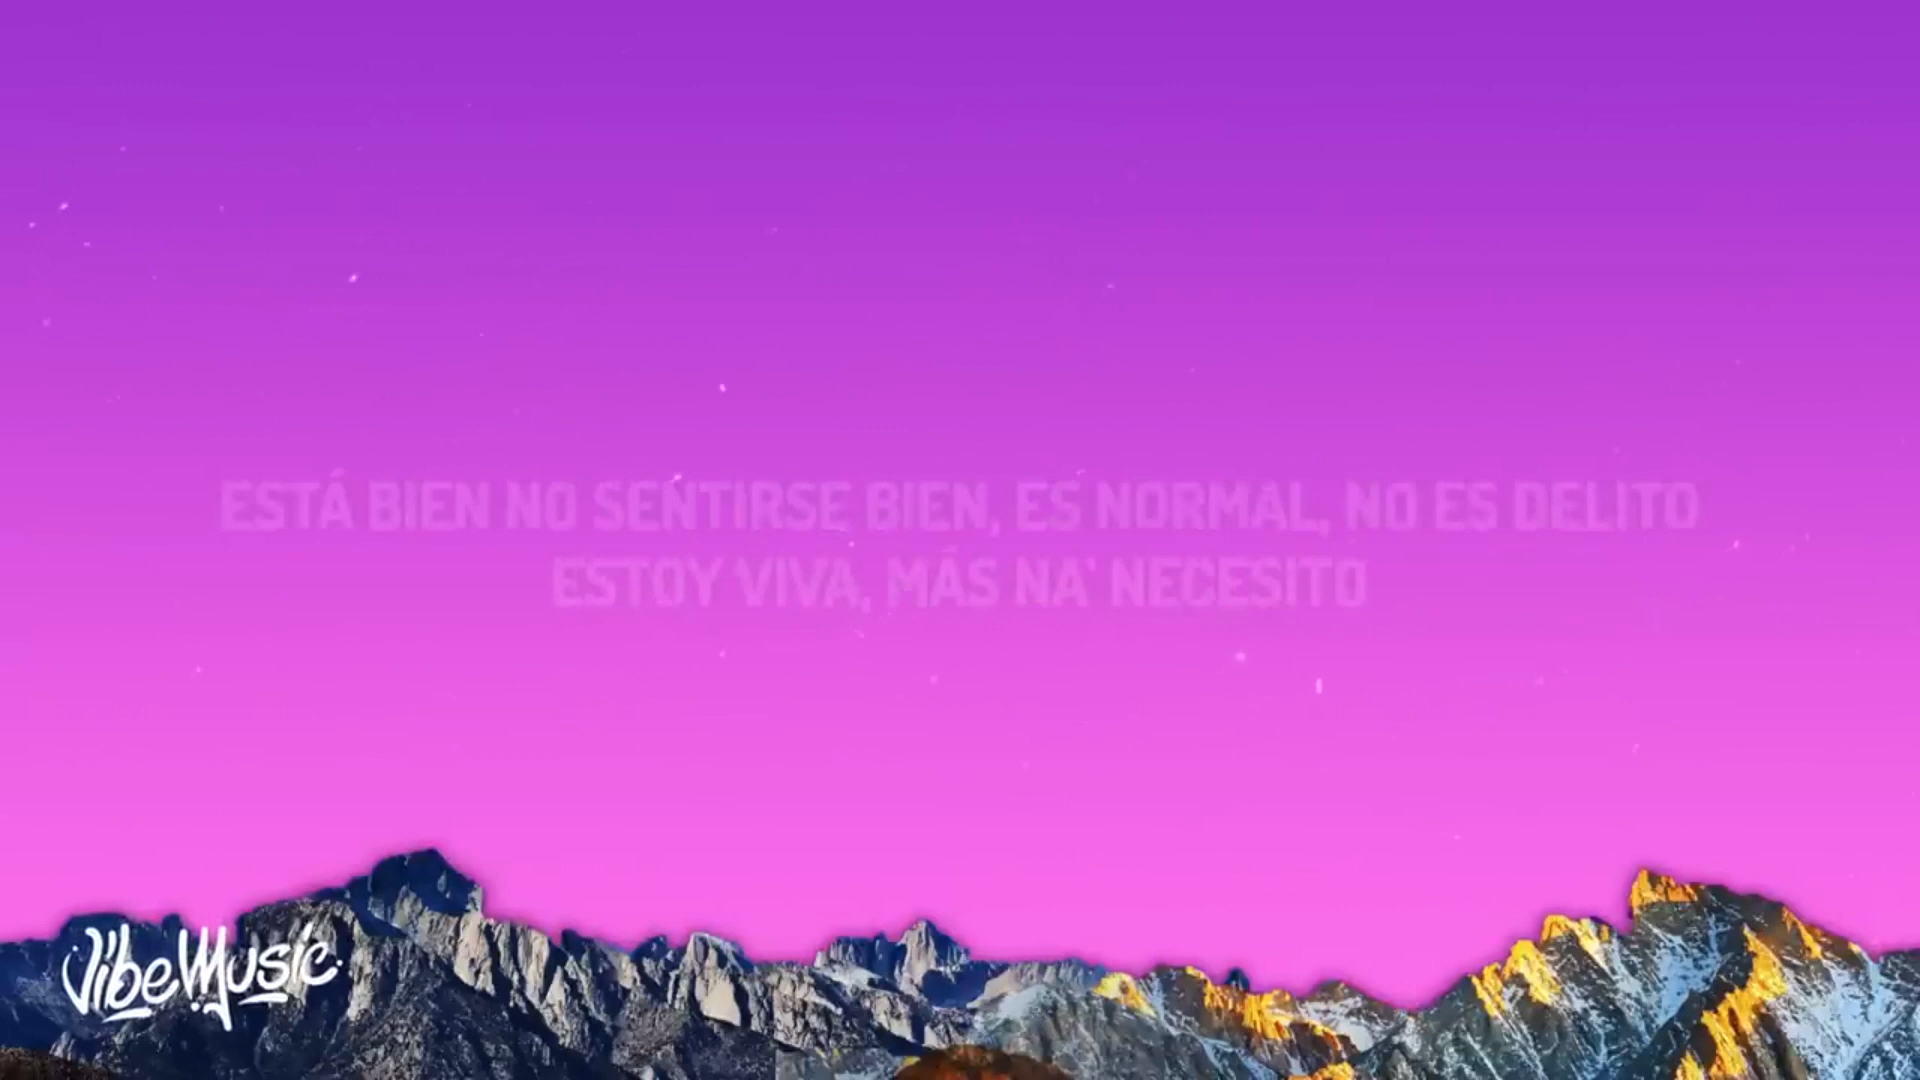 ESTÁ BIEN NO SENTIRSE BIEN, ES NORMAL, NO ES DELITO
ESTOY VIVA, MÁS NA' NECESITO
VibeMusic